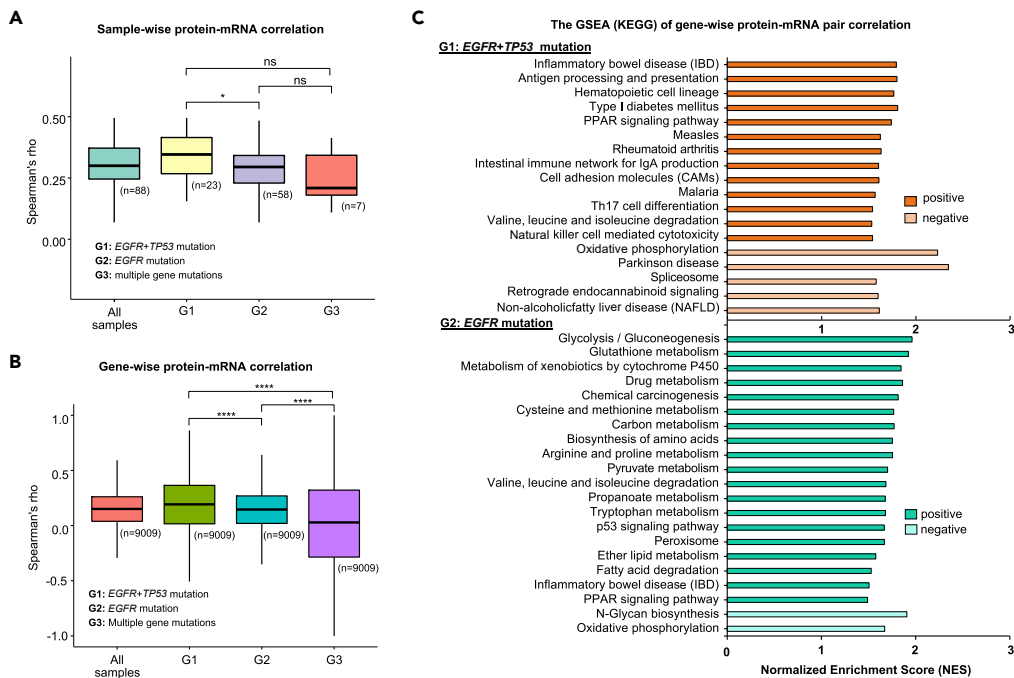 A
Sample-wise protein-mRNA correlation
ns
ns
*
0.50
0.25
0.00
Spearman's rho
(n=88)
(n=23)
(n=58)
(n=7)
G1: EGFR+TP53 mutation
G2: EGFR mutation
G3: multiple gene mutations
All samples
G1
G2
G3
B
Gene-wise protein-mRNA correlation
****
****
****
1.0
0.5
0.0
-0.5
-1.0
Spearman's rho
(n=9009)
(n=9009)
(n=9009)
(n=9009)
G1: EGFR+TP53 mutation
G2: EGFR mutation
G3: Multiple gene mutations
All samples
G1
G2
G3
C
The GSEA (KEGG) of gene-wise protein-mRNA pair correlation
G1: EGFR+TP53 mutation
Inflammatory bowel disease (IBD)
Antigen processing and presentation
Hematopoietic cell lineage
Type I diabetes mellitus
PPAR signaling pathway
Measles
Rheumatoid arthritis
Intestinal immune network for IgA production
Cell adhesion molecules (CAMs)
Malaria
Th17 cell differentiation
Valine, leucine and isoleucine degradation
Natural killer cell mediated cytotoxicity
Oxidative phosphorylation
Parkinson disease
Spliceosome
Retrograde endocannabinoid signaling
Non-alcoholicfatty liver disease (NAFLD)
positive
negative
1
2
3
G2: EGFR mutation
Glycolysis / Gluconeogenesis
Glutathione metabolism
Metabolism of xenobiotics by cytochrome P450
Drug metabolism
Chemical carcinogenesis
Cysteine and methionine metabolism
Carbon metabolism
Biosynthesis of amino acids
Arginine and proline metabolism
Pyruvate metabolism
Valine, leucine and isoleucine degradation
Propanoate metabolism
Tryptophan metabolism
p53 signaling pathway
Peroxisome
Ether lipid metabolism
Fatty acid degradation
Inflammatory bowel disease (IBD)
PPAR signaling pathway
N-Glycan biosynthesis
Oxidative phosphorylation
positive
negative
0
1
2
3
Normalized Enrichment Score (NES)